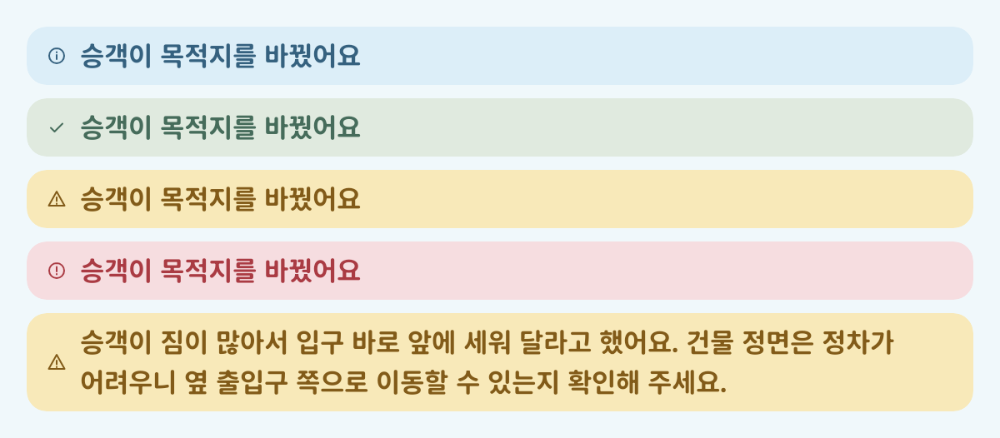 승객이 목적지를 바꿨어요
승객이 목적지를 바꿨어요
승객이 목적지를 바꿨어요
승객이 목적지를 바꿨어요
승객이 짐이 많아서 입구 바로 앞에 세워 달라고 했어요. 건물 정면은 정차가
어려우니 옆 출입구 쪽으로 이동할 수 있는지 확인해 주세요.